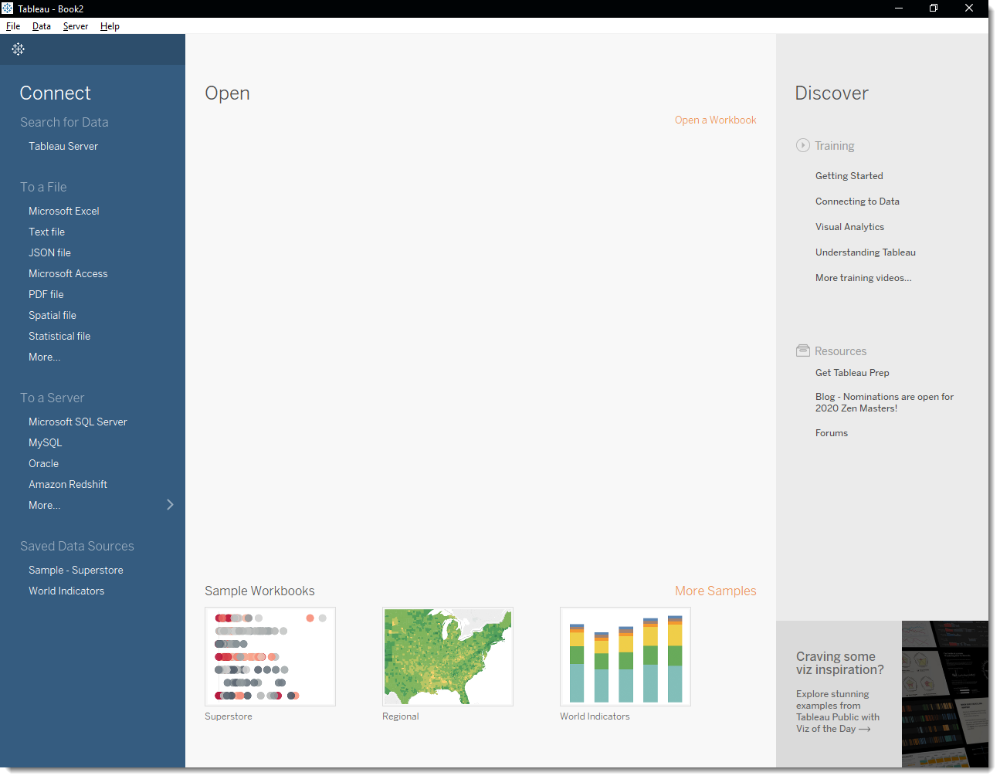 Tableau - Book2
File Data Server Help
Connect
Search for Data
Tableau Server
To a File
Microsoft Excel
Text file
JSON file
Microsoft Access
PDF file
Spatial file
Statistical file
More...
To a Server
Microsoft SQL Server
MySQL
Oracle
Amazon Redshift
More...
Saved Data Sources
Sample - Superstore
World Indicators
Open
Open a Workbook
Sample Workbooks
More Samples
Superstore
Regional
World Indicators
Discover
Training
Getting Started
Connecting to Data
Visual Analytics
Understanding Tableau
More training videos...
Resources
Get Tableau Prep
Blog - Nominations are open for
2020 Zen Masters!
Forums
Craving some
viz inspiration?
Explore stunning
examples from
Tableau Public with
Viz of the Day →